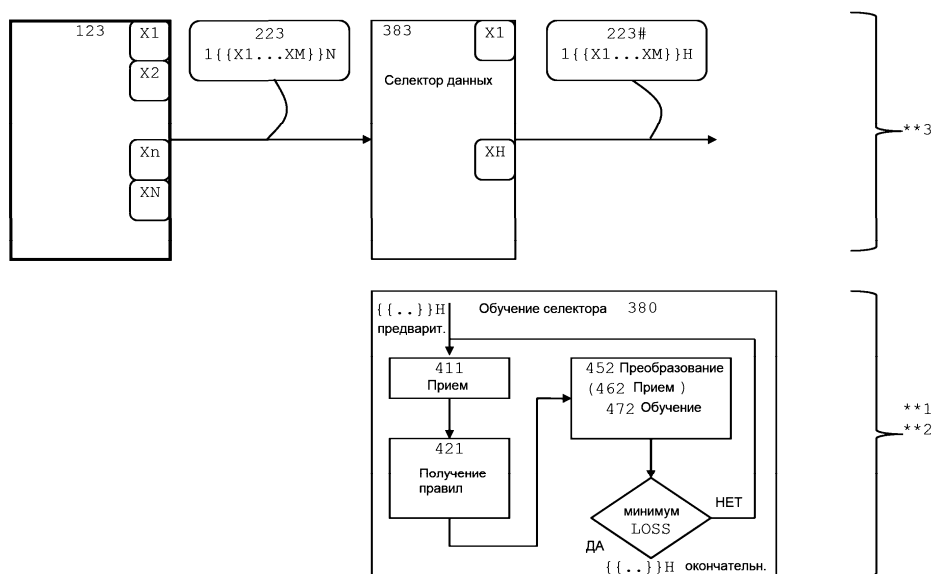 123
X1
X2
Xn
XN
223
1{{X1...XM}}N
383
X1
Селектор данных
XH
223#
1{{X1...XM}}H
**3
{{..}}H
предварит.
Обучение селектора 380
411
Прием
421
Получение
правил
452 Преобразование
(462 Прием )
472 Обучение
минимум
LOSS
НЕТ
ДА
{{..}}H окончательн.
**1
**2